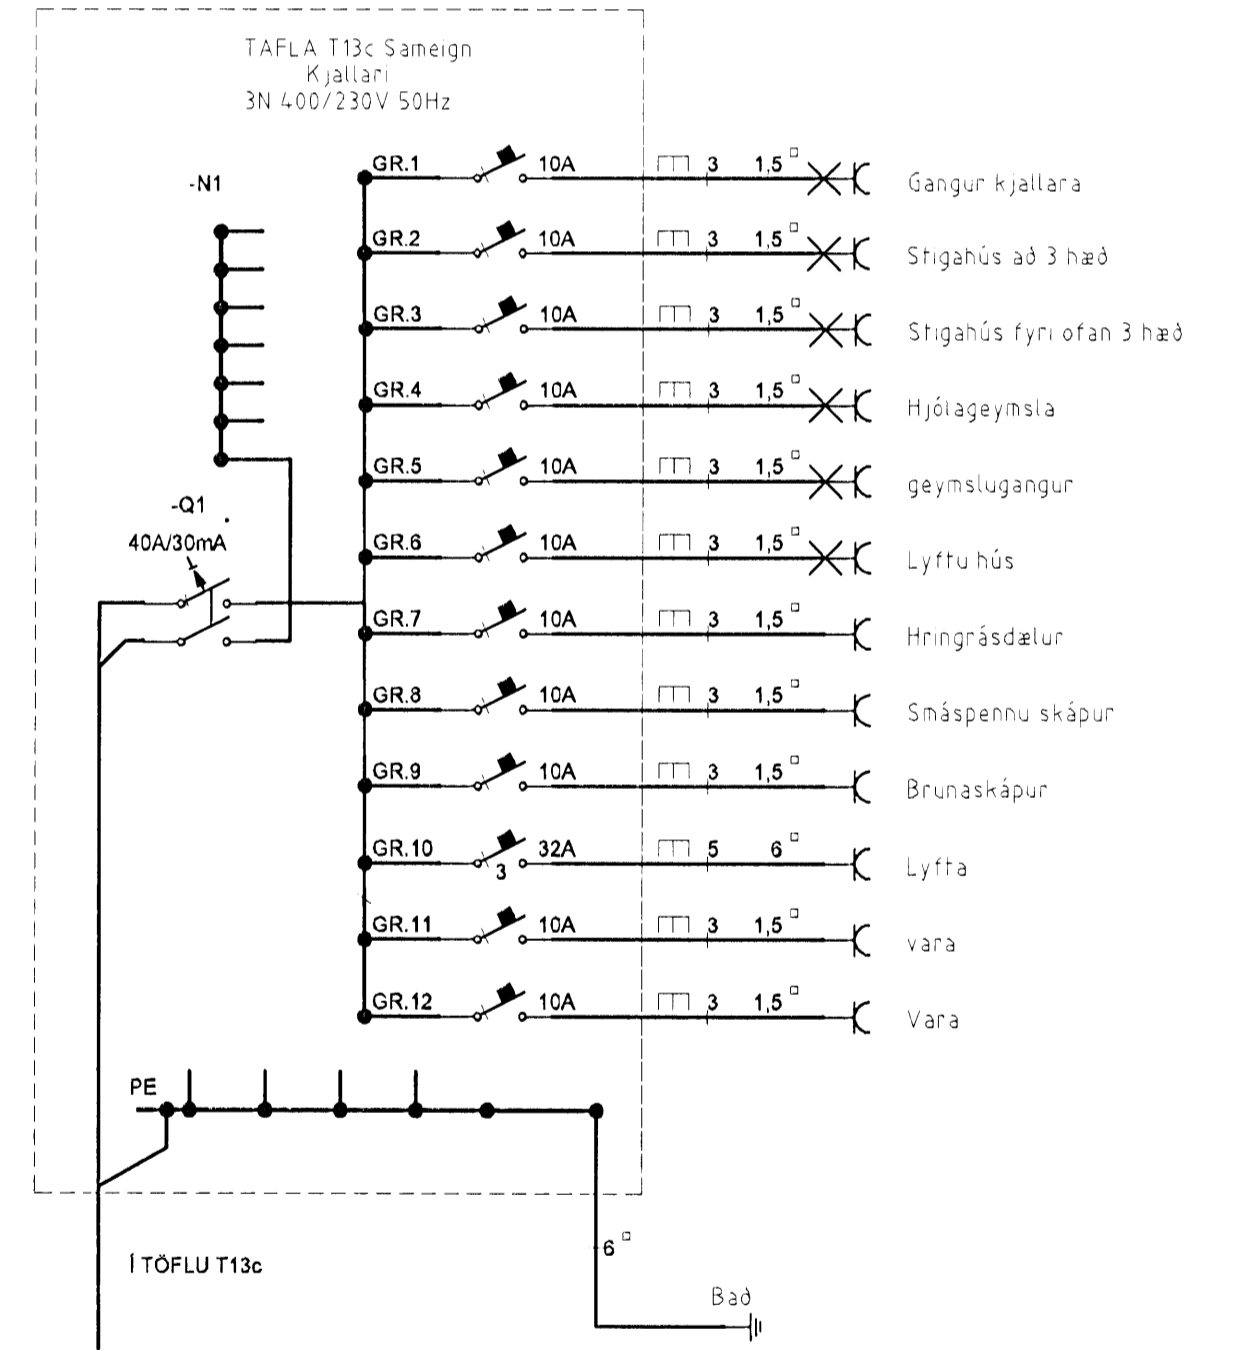 TAFLA T13c Sameign
Kjallari
3N 400/230V 50Hz
-N1
-Q1
40A/30mA
GR.1 10A 3 1,5 Gangur kjallara
GR.2 10A 3 1,5 Stigahús að 3 hæð
GR.3 10A 3 1,5 Stigahús fyri ofan 3 hæð
GR.4 10A 3 1,5 Hjólageymsla
GR.5 10A 3 1,5 geymslugangur
GR.6 10A 3 1,5 Lyftu hús
GR.7 10A 3 1,5 Hringrásdælur
GR.8 10A 3 1,5 Smáspennu skápur
GR.9 10A 3 1,5 Brunaskápur
GR.10 3 32A 5 6 Lyfta
GR.11 10A 3 1,5 vara
GR.12 10A 3 1,5 Vara
PE
Í TÖFLU T13c
6
Bað